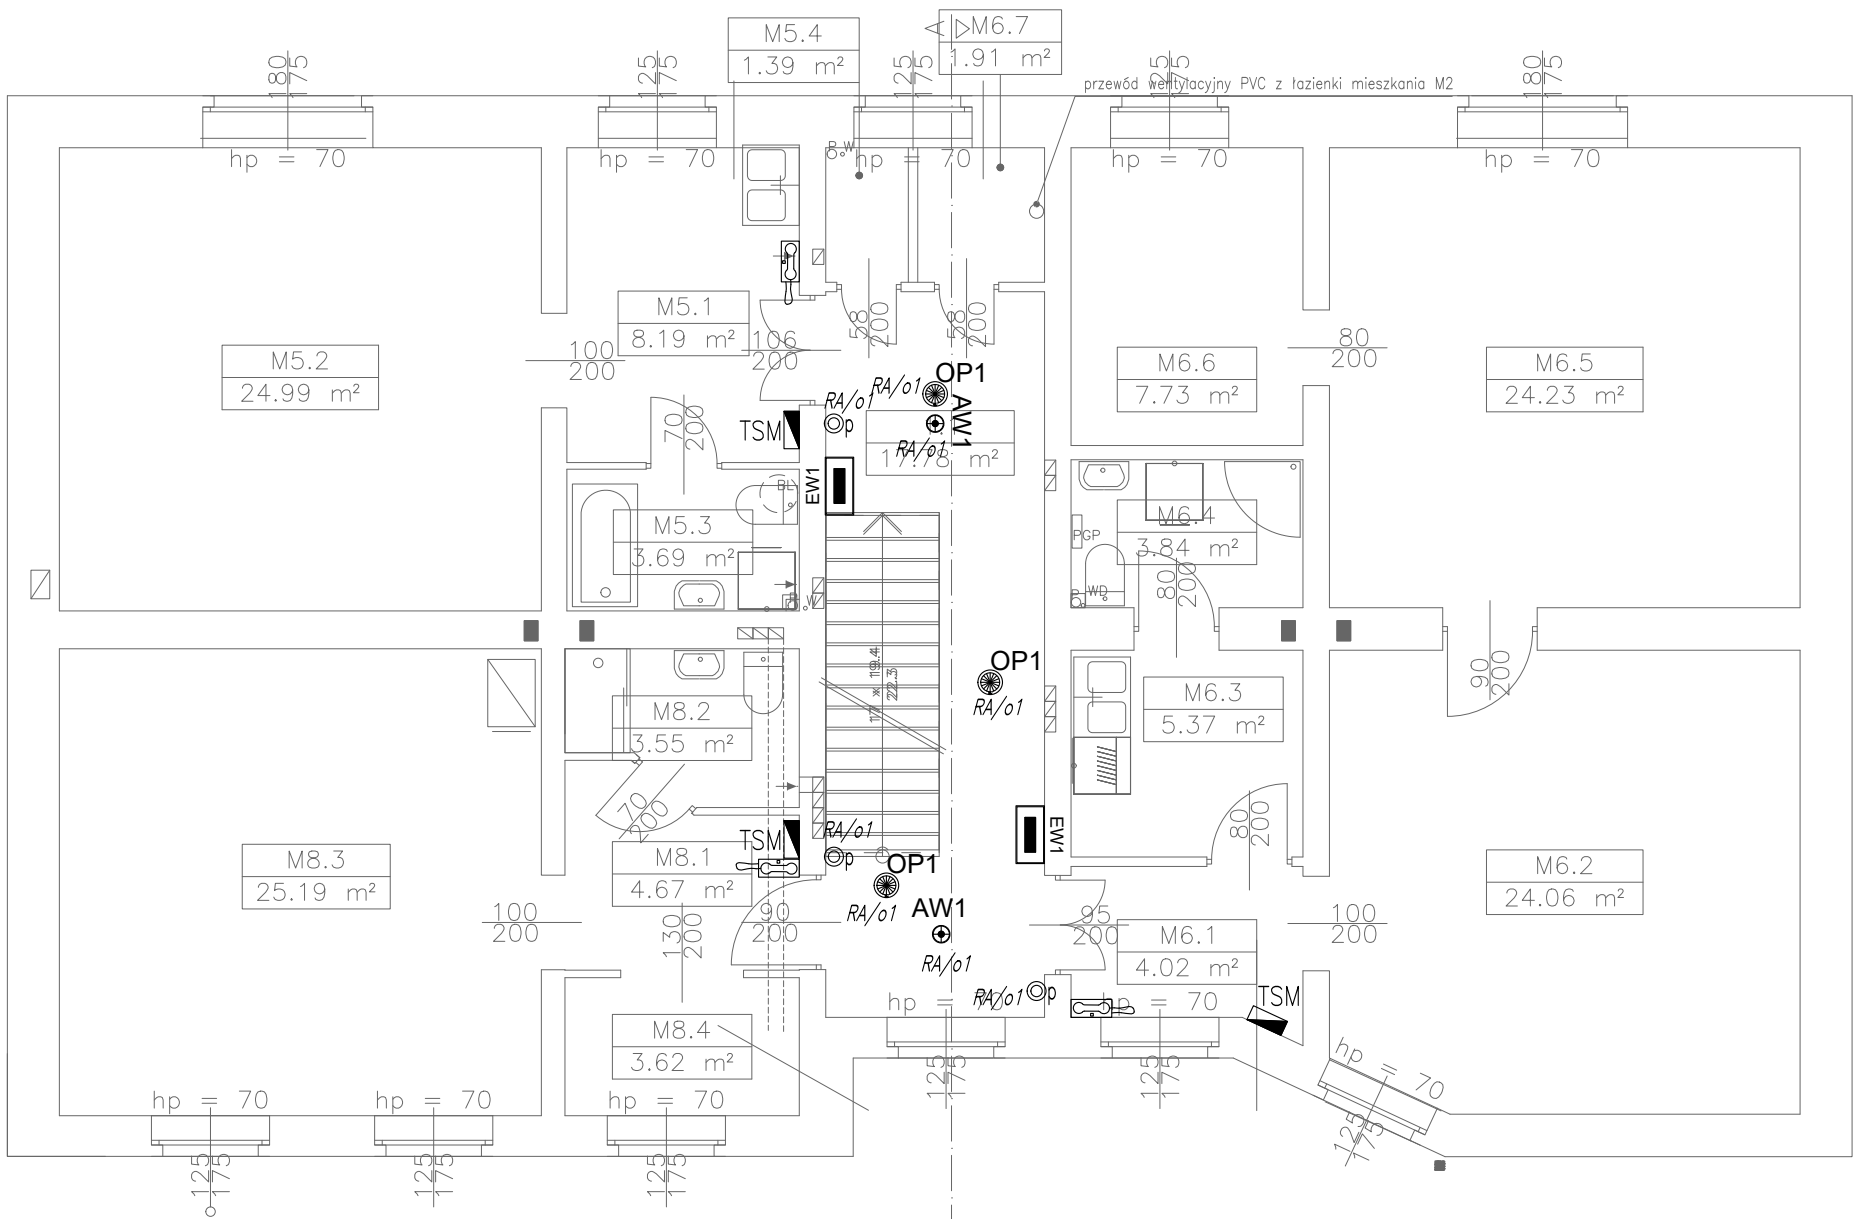 M5.4
1.39 m²
M6.7
1.91 m²
przewód wentylacyjny PVC z łazienki mieszkania M2
180
175
125
175
125
175
125
175
180
175
hp = 70
hp = 70
hp = 70
hp = 70
hp = 70
P.W
M5.1
8.19 m²
M5.2
24.99 m²
100
200
106
200
58
200
58
200
M6.6
7.73 m²
80
200
M6.5
24.23 m²
OP1
RA/o1
RA/o1
p
AW1
RA/o1
17.78 m²
TSM
70
200
EW1
BL
M5.3
3.69 m²
P.W
M6.4
3.84 m²
PGP
WD
P.
80
200
17 x 19.4
22.3
OP1
RA/o1
M6.3
5.37 m²
90
200
M8.2
3.55 m²
70
200
TSM
RA/o1
p
EW1
80
200
M8.3
25.19 m²
M8.1
4.67 m²
OP1
RA/o1
AW1
RA/o1
M6.2
24.06 m²
100
200
130
200
90
200
95
200
M6.1
4.02 m²
100
200
RA/o1
p
TSM
hp = 70
hp = 70
M8.4
3.62 m²
hp = 70
hp = 70
hp = 70
hp = 70
125
175
125
175
125
175
125
175
125
175
125
175